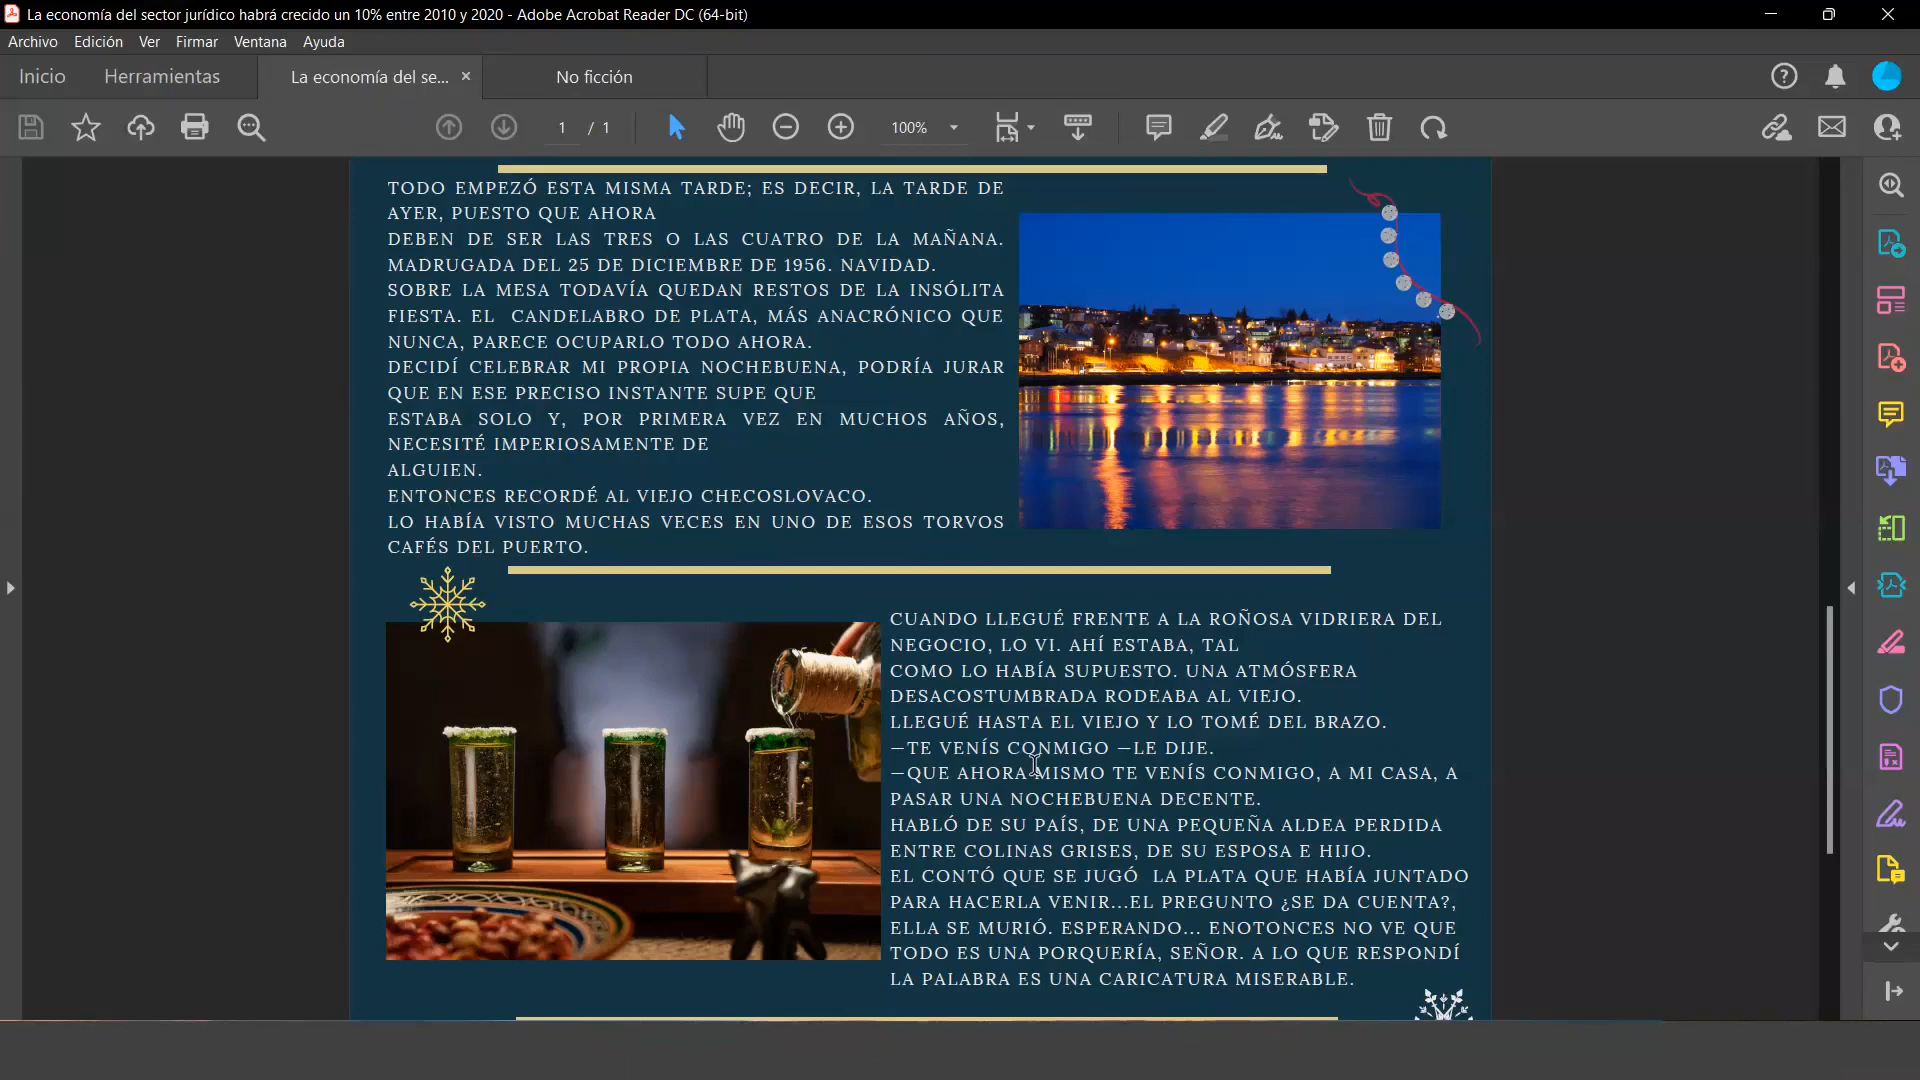 La economía del sector jurídico habrá crecido un 10% entre 2010 y 2020 - Adobe Acrobat Reader DC (64-bit)
Archivo Edición Ver Firmar Ventana Ayuda
Inicio Herramientas La economía del se... × No ficción
1 / 1 100%
TODO EMPEZÓ ESTA MISMA TARDE; ES DECIR, LA TARDE DE
AYER, PUESTO QUE AHORA
DEBEN DE SER LAS TRES O LAS CUATRO DE LA MAÑANA.
MADRUGADA DEL 25 DE DICIEMBRE DE 1956. NAVIDAD.
SOBRE LA MESA TODAVÍA QUEDAN RESTOS DE LA INSÓLITA
FIESTA. EL CANDELABRO DE PLATA, MÁS ANACRÓNICO QUE
NUNCA, PARECE OCUPARLO TODO AHORA.
DECIDÍ CELEBRAR MI PROPIA NOCHEBUENA, PODRÍA JURAR
QUE EN ESE PRECISO INSTANTE SUPE QUE
ESTABA SOLO Y, POR PRIMERA VEZ EN MUCHOS AÑOS,
NECESITÉ IMPERIOSAMENTE DE
ALGUIEN.
ENTONCES RECORDÉ AL VIEJO CHECOSLOVACO.
LO HABÍA VISTO MUCHAS VECES EN UNO DE ESOS TORVOS
CAFÉS DEL PUERTO.
CUANDO LLEGUÉ FRENTE A LA ROÑOSA VIDRIERA DEL
NEGOCIO, LO VI. AHÍ ESTABA, TAL
COMO LO HABÍA SUPUESTO. UNA ATMÓSFERA
DESACOSTUMBRADA RODEABA AL VIEJO.
LLEGUÉ HASTA EL VIEJO Y LO TOMÉ DEL BRAZO.
—TE VENÍS CONMIGO —LE DIJE.
—QUE AHORA MISMO TE VENÍS CONMIGO, A MI CASA, A
PASAR UNA NOCHEBUENA DECENTE.
HABLÓ DE SU PAÍS, DE UNA PEQUEÑA ALDEA PERDIDA
ENTRE COLINAS GRISES, DE SU ESPOSA E HIJO.
EL CONTÓ QUE SE JUGÓ LA PLATA QUE HABÍA JUNTADO
PARA HACERLA VENIR...EL PREGUNTO ¿SE DA CUENTA?,
ELLA SE MURIÓ. ESPERANDO... ENOTONCES NO VE QUE
TODO ES UNA PORQUERÍA, SEÑOR. A LO QUE RESPONDÍ
LA PALABRA ES UNA CARICATURA MISERABLE.